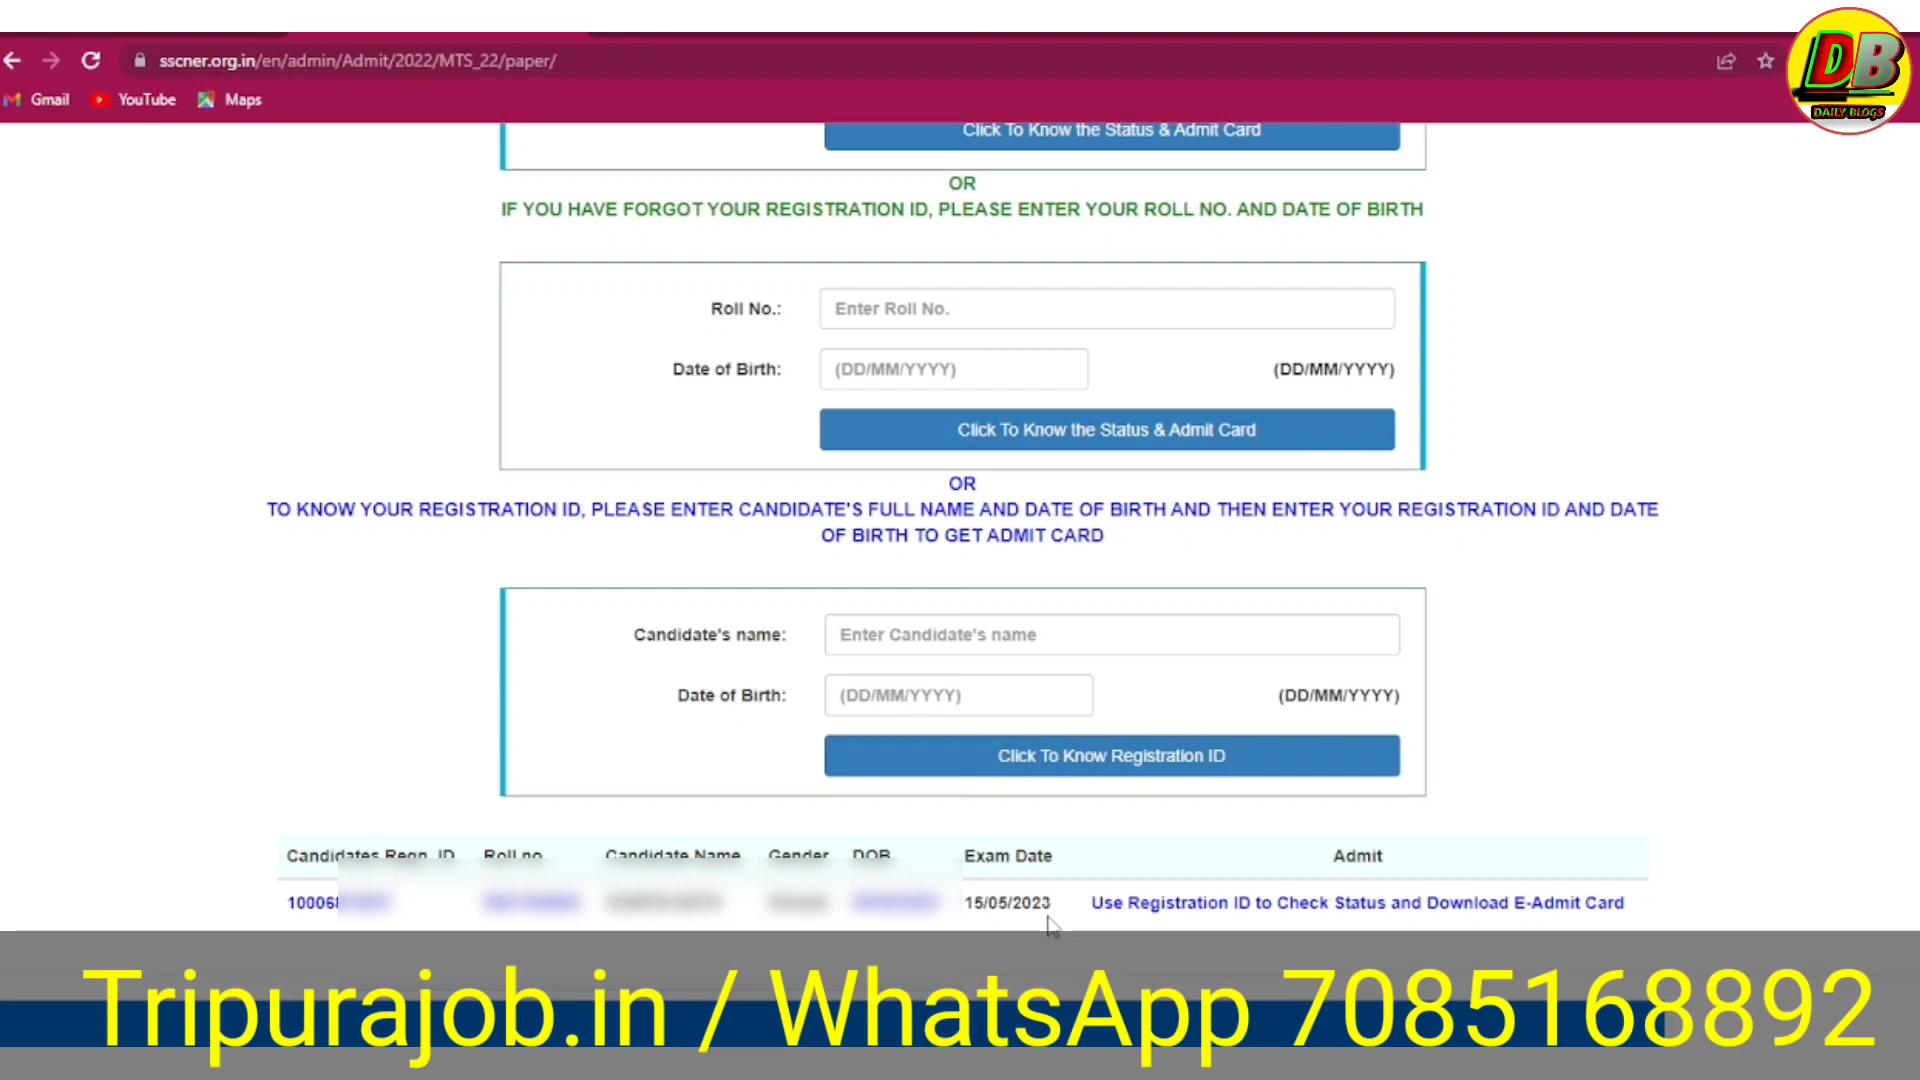 sscner.org.in/en/admin/Admit/2022/MTS_22/paper/
Gmail YouTube Maps
DB
DAILY BLOGS
Click To Know the Status & Admit Card
OR
IF YOU HAVE FORGOT YOUR REGISTRATION ID, PLEASE ENTER YOUR ROLL NO. AND DATE OF BIRTH
Roll No.: Enter Roll No.
Date of Birth: (DD/MM/YYYY) (DD/MM/YYYY)
Click To Know the Status & Admit Card
OR
TO KNOW YOUR REGISTRATION ID, PLEASE ENTER CANDIDATE'S FULL NAME AND DATE OF BIRTH AND THEN ENTER YOUR REGISTRATION ID AND DATE
OF BIRTH TO GET ADMIT CARD
Candidate's name: Enter Candidate's name
Date of Birth: (DD/MM/YYYY) (DD/MM/YYYY)
Click To Know Registration ID
Candidates Regn. ID Roll no Candidate Name Gender DOB Exam Date Admit
15/05/2023 Use Registration ID to Check Status and Download E-Admit Card
Tripurajob.in / WhatsApp 7085168892